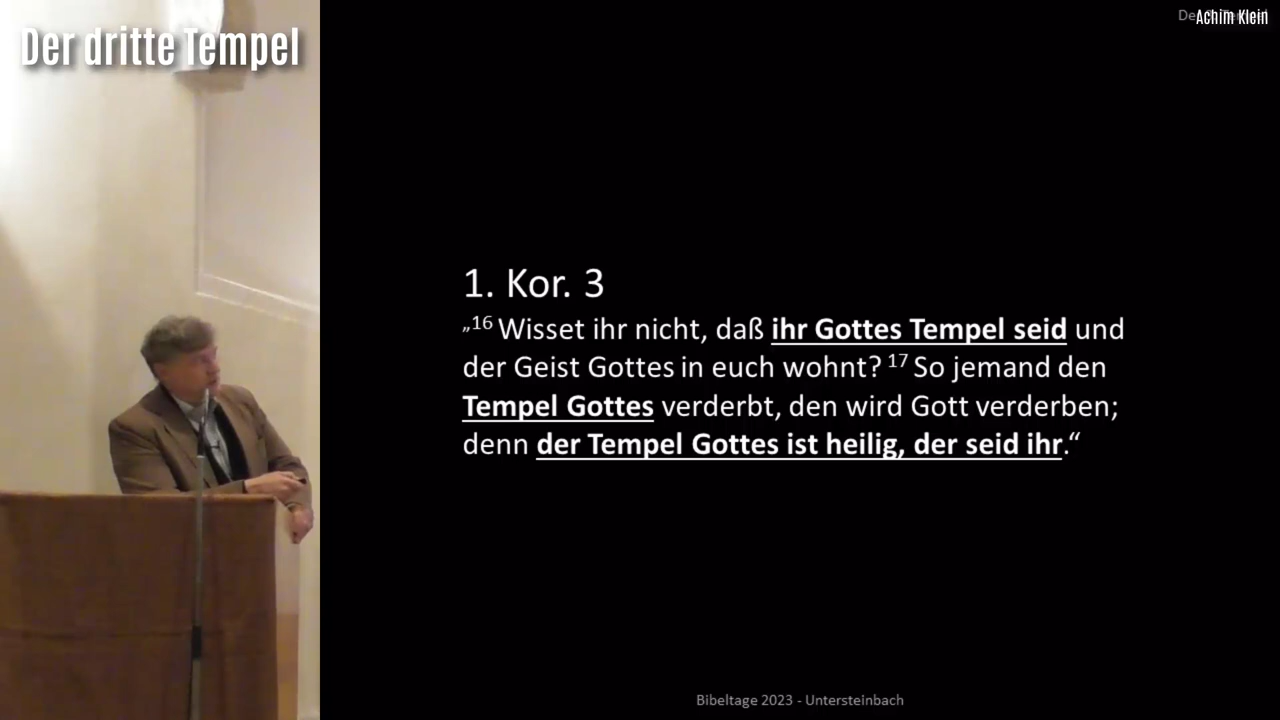 Der dritte Tempel
Achim Klein
1. Kor. 3
„16 Wisset ihr nicht, daß ihr Gottes Tempel seid und
der Geist Gottes in euch wohnt? 17 So jemand den
Tempel Gottes verderbt, den wird Gott verderben;
denn der Tempel Gottes ist heilig, der seid ihr.“
Bibeltage 2023 - Untersteinbach